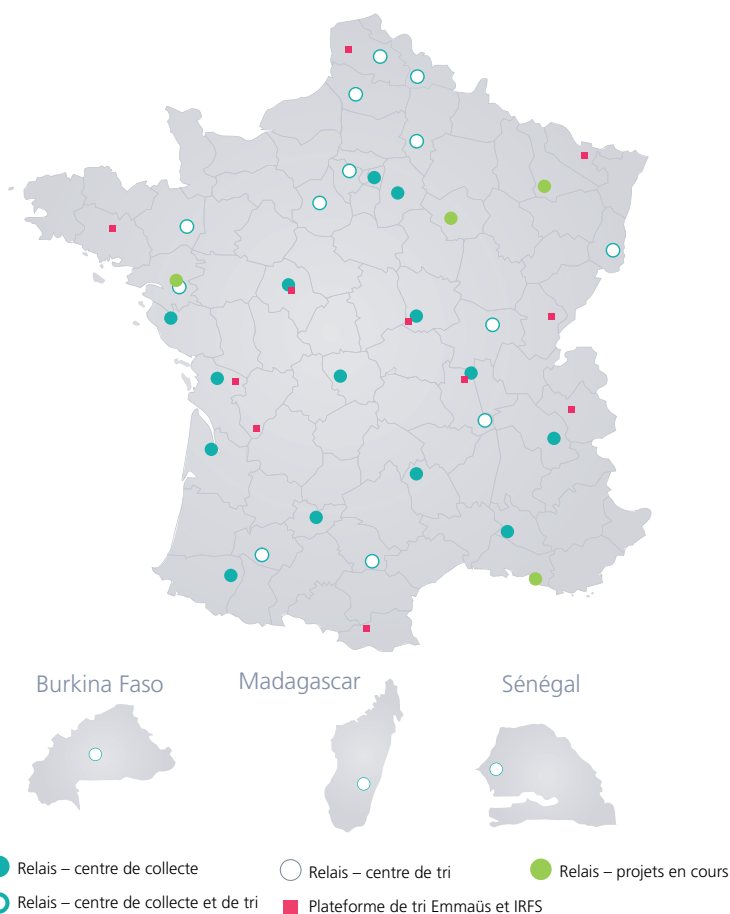 Burkina Faso
Madagascar
Sénégal
Relais – centre de collecte
Relais – centre de tri
Relais – projets en cours
Relais – centre de collecte et de tri
Plateforme de tri Emmaüs et IRFS